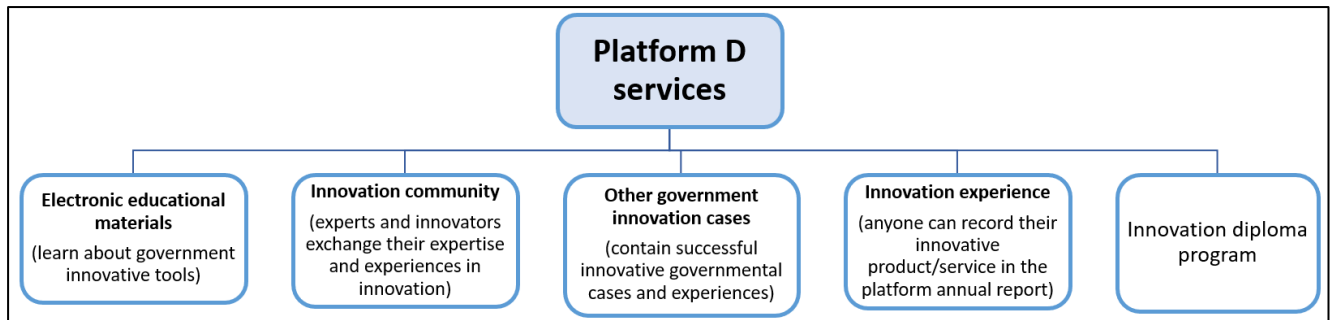 Platform D
services
Electronic educational
materials
(learn about government
innovative tools)
Innovation community
(experts and innovators
exchange their expertise
and experiences in
innovation)
Other government
innovation cases
(contain successful
innovative governmental
cases and experiences)
Innovation experience
(anyone can record their
innovative
product/service in the
platform annual report)
Innovation diploma
program